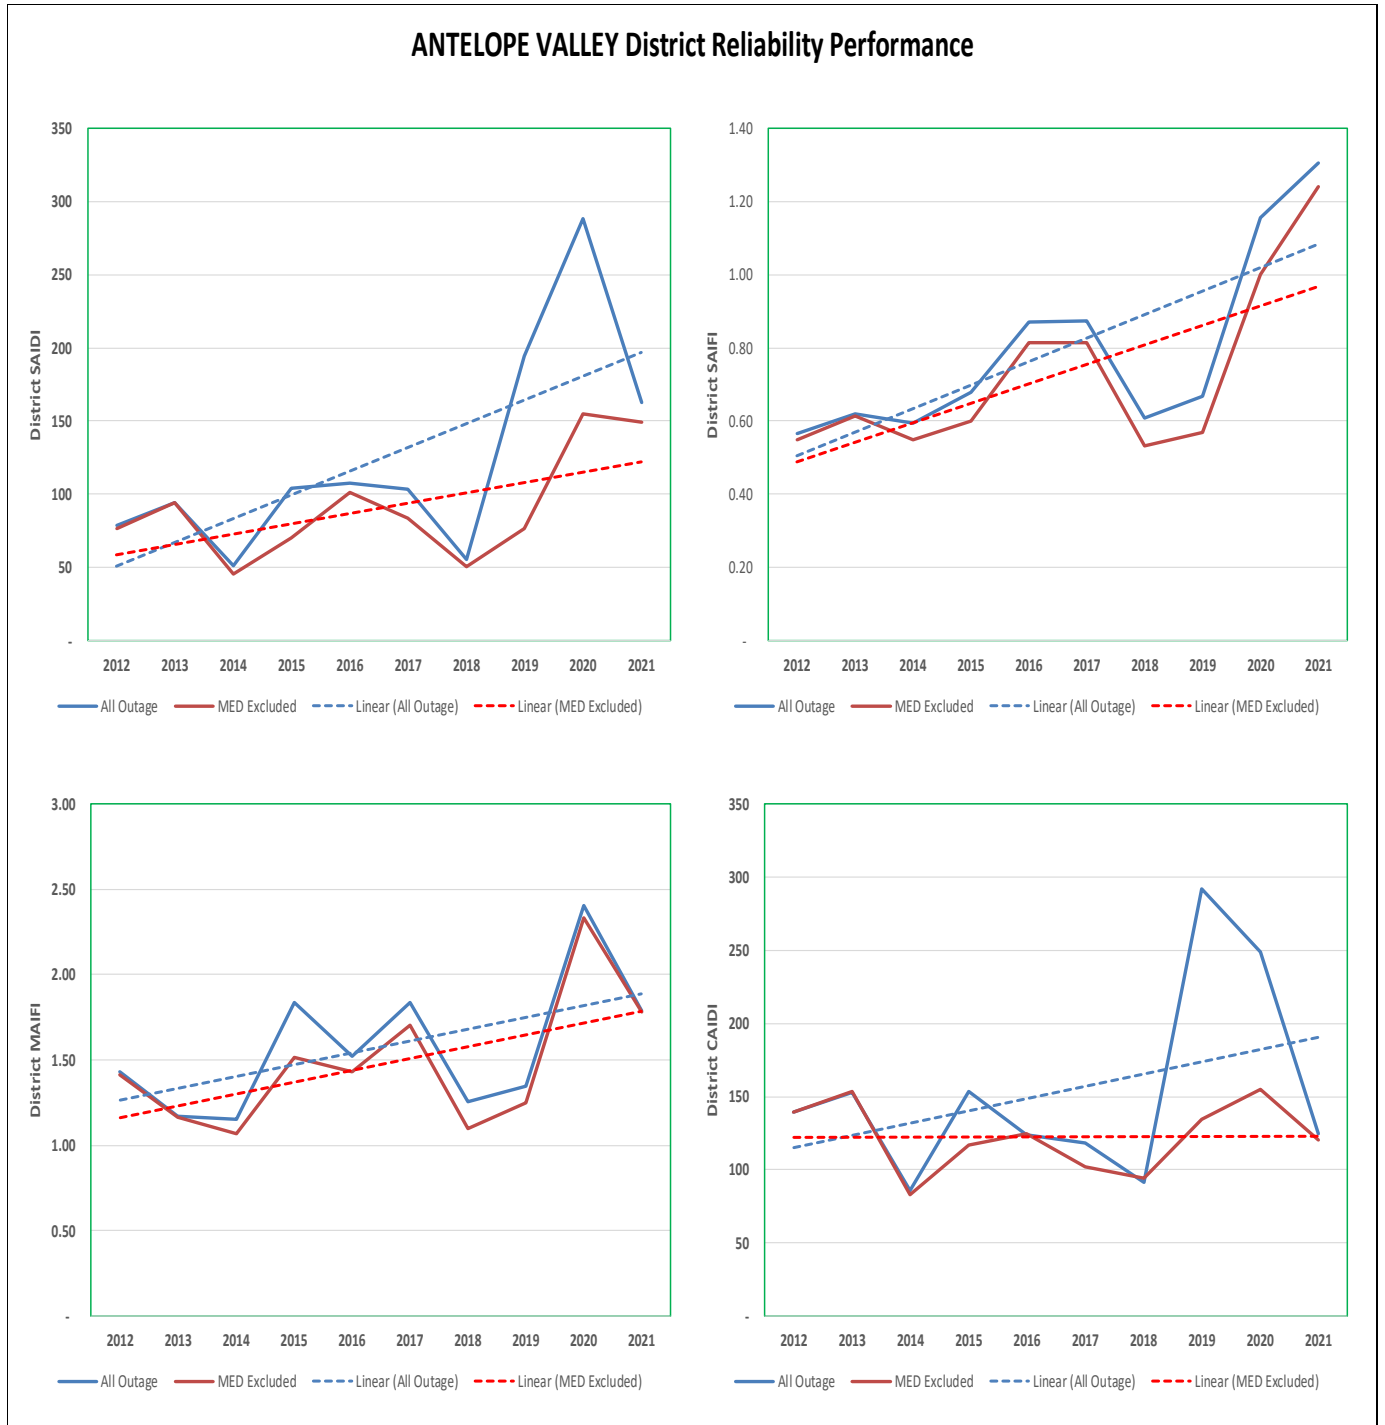 ANTELOPE VALLEY District Reliability Performance
District SAIDI
350
300
250
200
150
100
50
-
2012 2013 2014 2015 2016 2017 2018 2019 2020 2021
All Outage MED Excluded Linear (All Outage) Linear (MED Excluded)
District SAIFI
1.40
1.20
1.00
0.80
0.60
0.40
0.20
-
2012 2013 2014 2015 2016 2017 2018 2019 2020 2021
All Outage MED Excluded Linear (All Outage) Linear (MED Excluded)
District MAIFI
3.00
2.50
2.00
1.50
1.00
0.50
-
2012 2013 2014 2015 2016 2017 2018 2019 2020 2021
All Outage MED Excluded Linear (All Outage) Linear (MED Excluded)
District CAIDI
350
300
250
200
150
100
50
-
2012 2013 2014 2015 2016 2017 2018 2019 2020 2021
All Outage MED Excluded Linear (All Outage) Linear (MED Excluded)